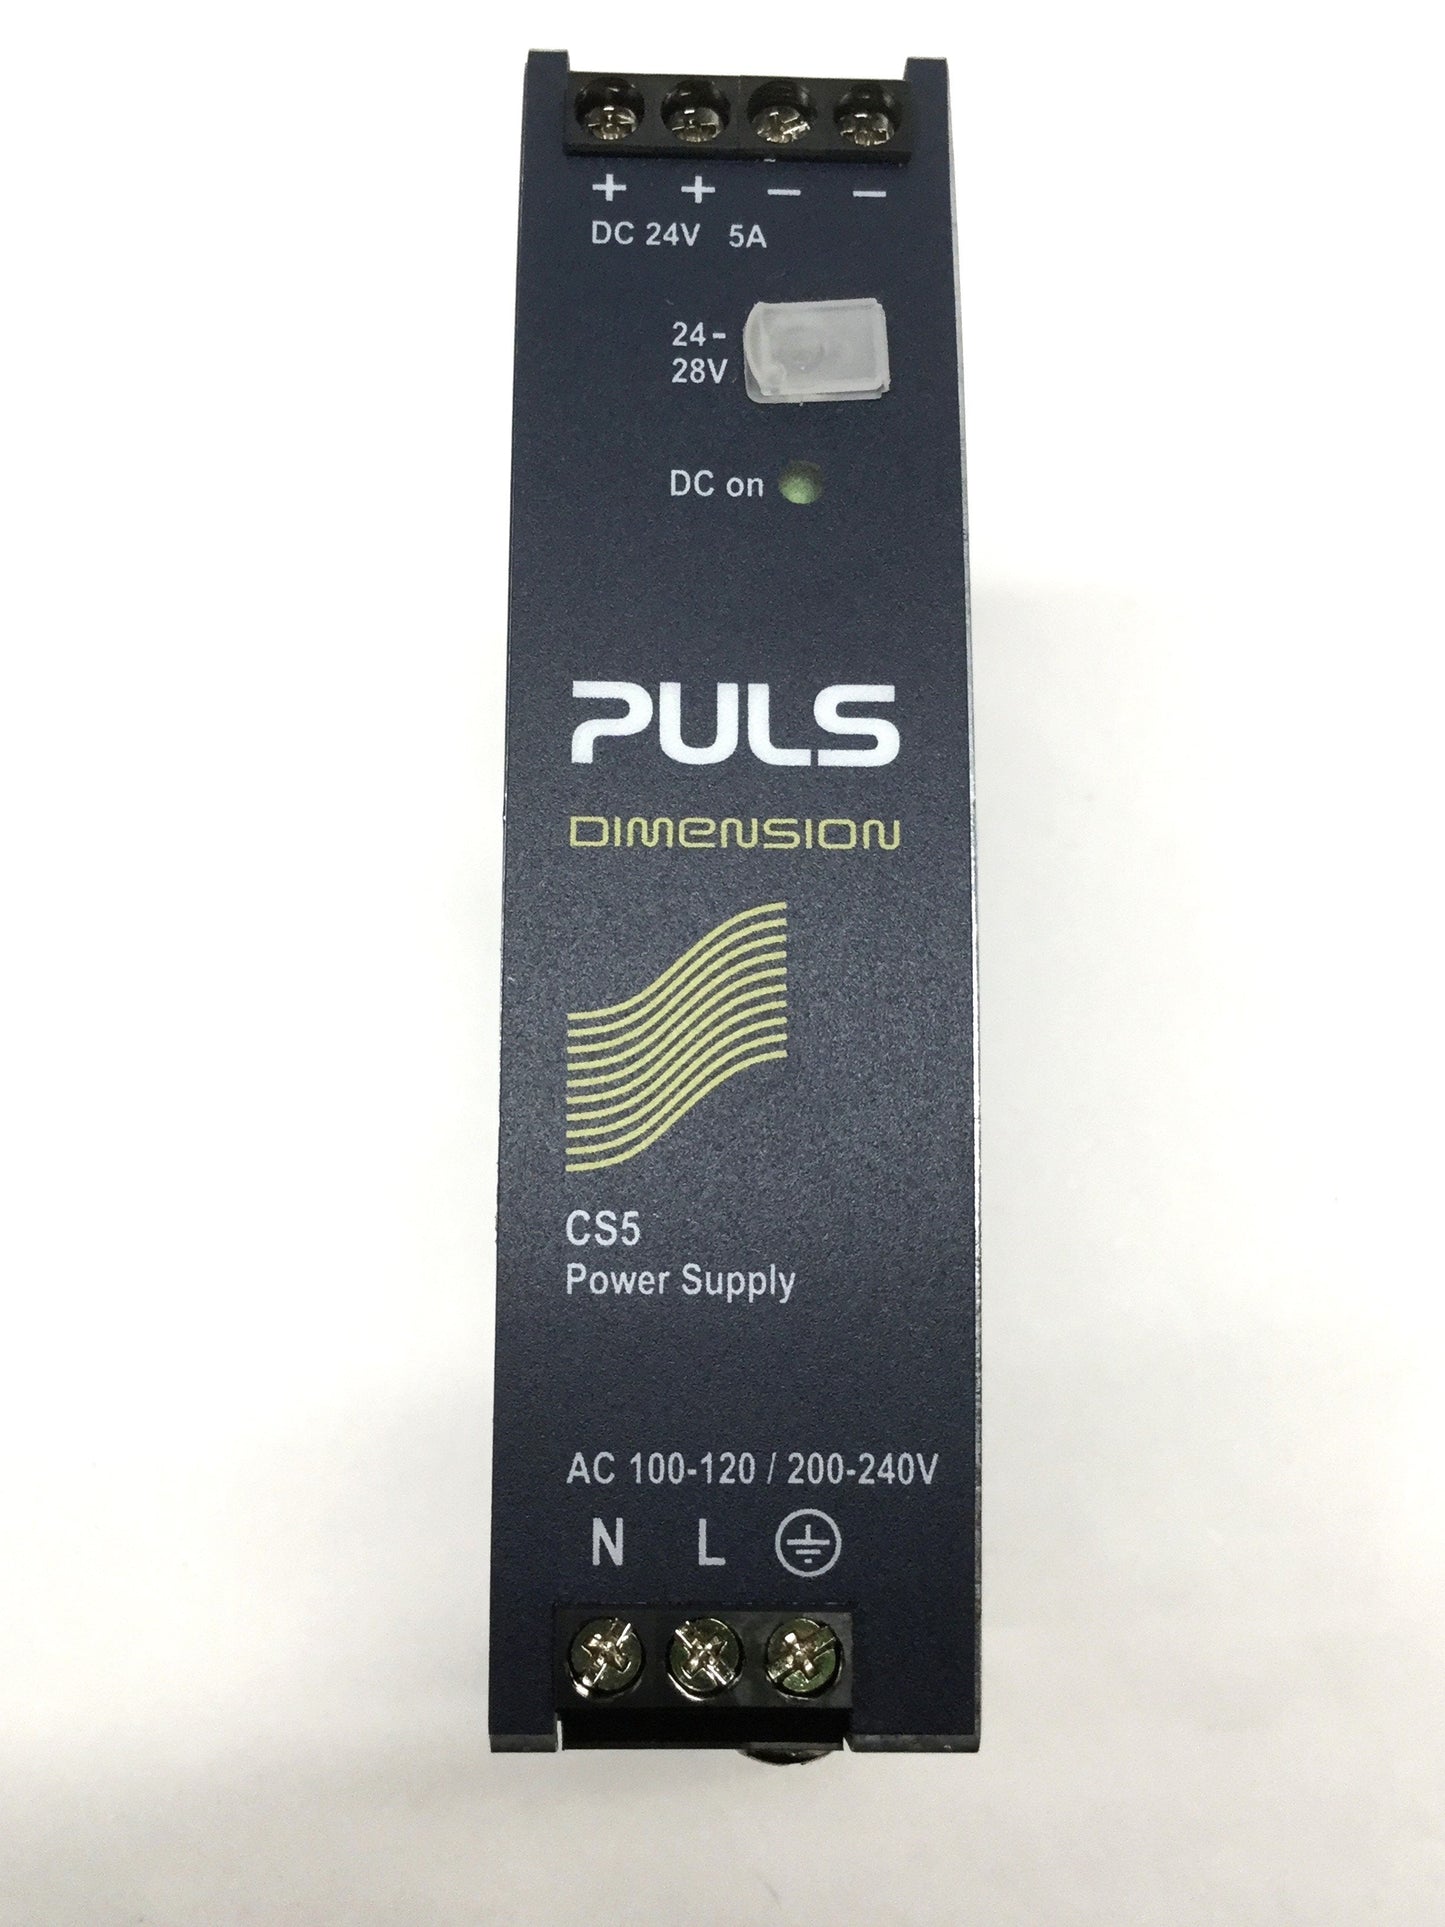 + + − −
DC 24V 5A
24-
28V
DC on
PULS
DIMENSION
CS5
Power Supply
AC 100-120 / 200-240V
N L